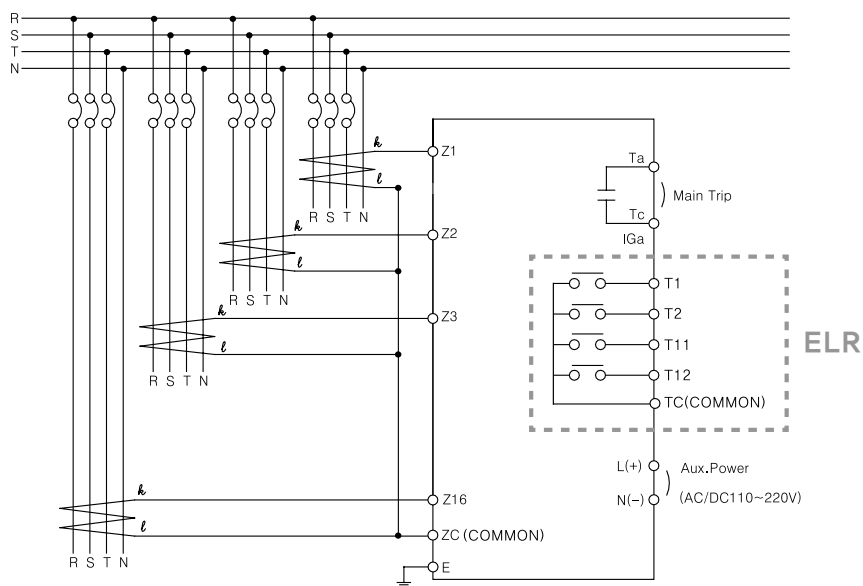 R
S
T
N
k
Z1
l
R S T N
k
Z2
l
R S T N
k
Z3
l
R S T N
k
Z16
l
ZC (COMMON)
R S T N
E
Ta
Main Trip
Tc
IGa
T1
T2
T11
T12
TC(COMMON)
ELR
L(+)
Aux.Power
N(-)
(AC/DC110~220V)